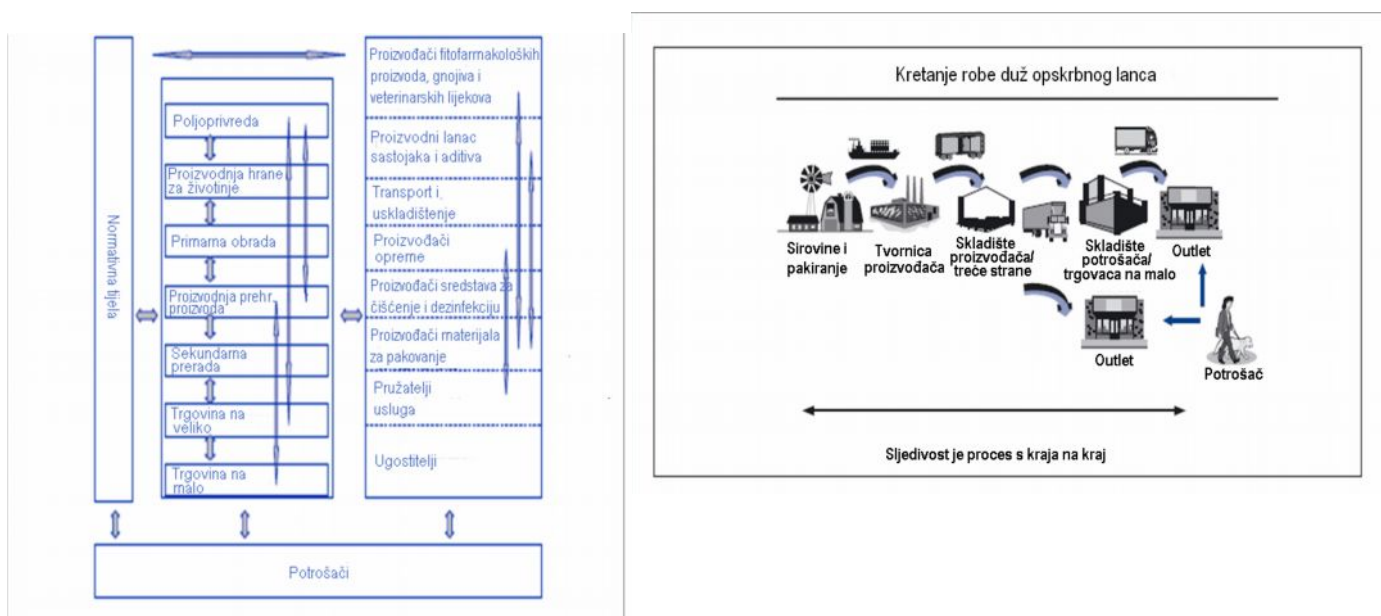 Normativna tijela
Poljoprivreda
Proizvodnja hrane
za životinje
Primarna obrada
Proizvodnja prehr.
proizvoda
Sekundarna
prerada
Trgovina na
veliko
Trgovina na
malo
Proizvođači fitofarmakoloških
proizvoda, gnojiva i
veterinarskih lijekova
Proizvodni lanac
sastojaka i aditiva
Transport i
uskladištenje
Proizvođači
opreme
Proizvođači sredstava za
čišćenje i dezinfekciju
Proizvođači materijala
za pakovanje
Pružatelji
usluga
Ugostitelji
Potrošači
Kretanje robe duž opskrbnog lanca
Sirovine i
pakiranje
Tvornica
proizvođača
Skladište
proizvođača/
treće strane
Skladište
potrošača/
trgovaca na malo
Outlet
Outlet
Potrošač
Sljedivost je proces s kraja na kraj